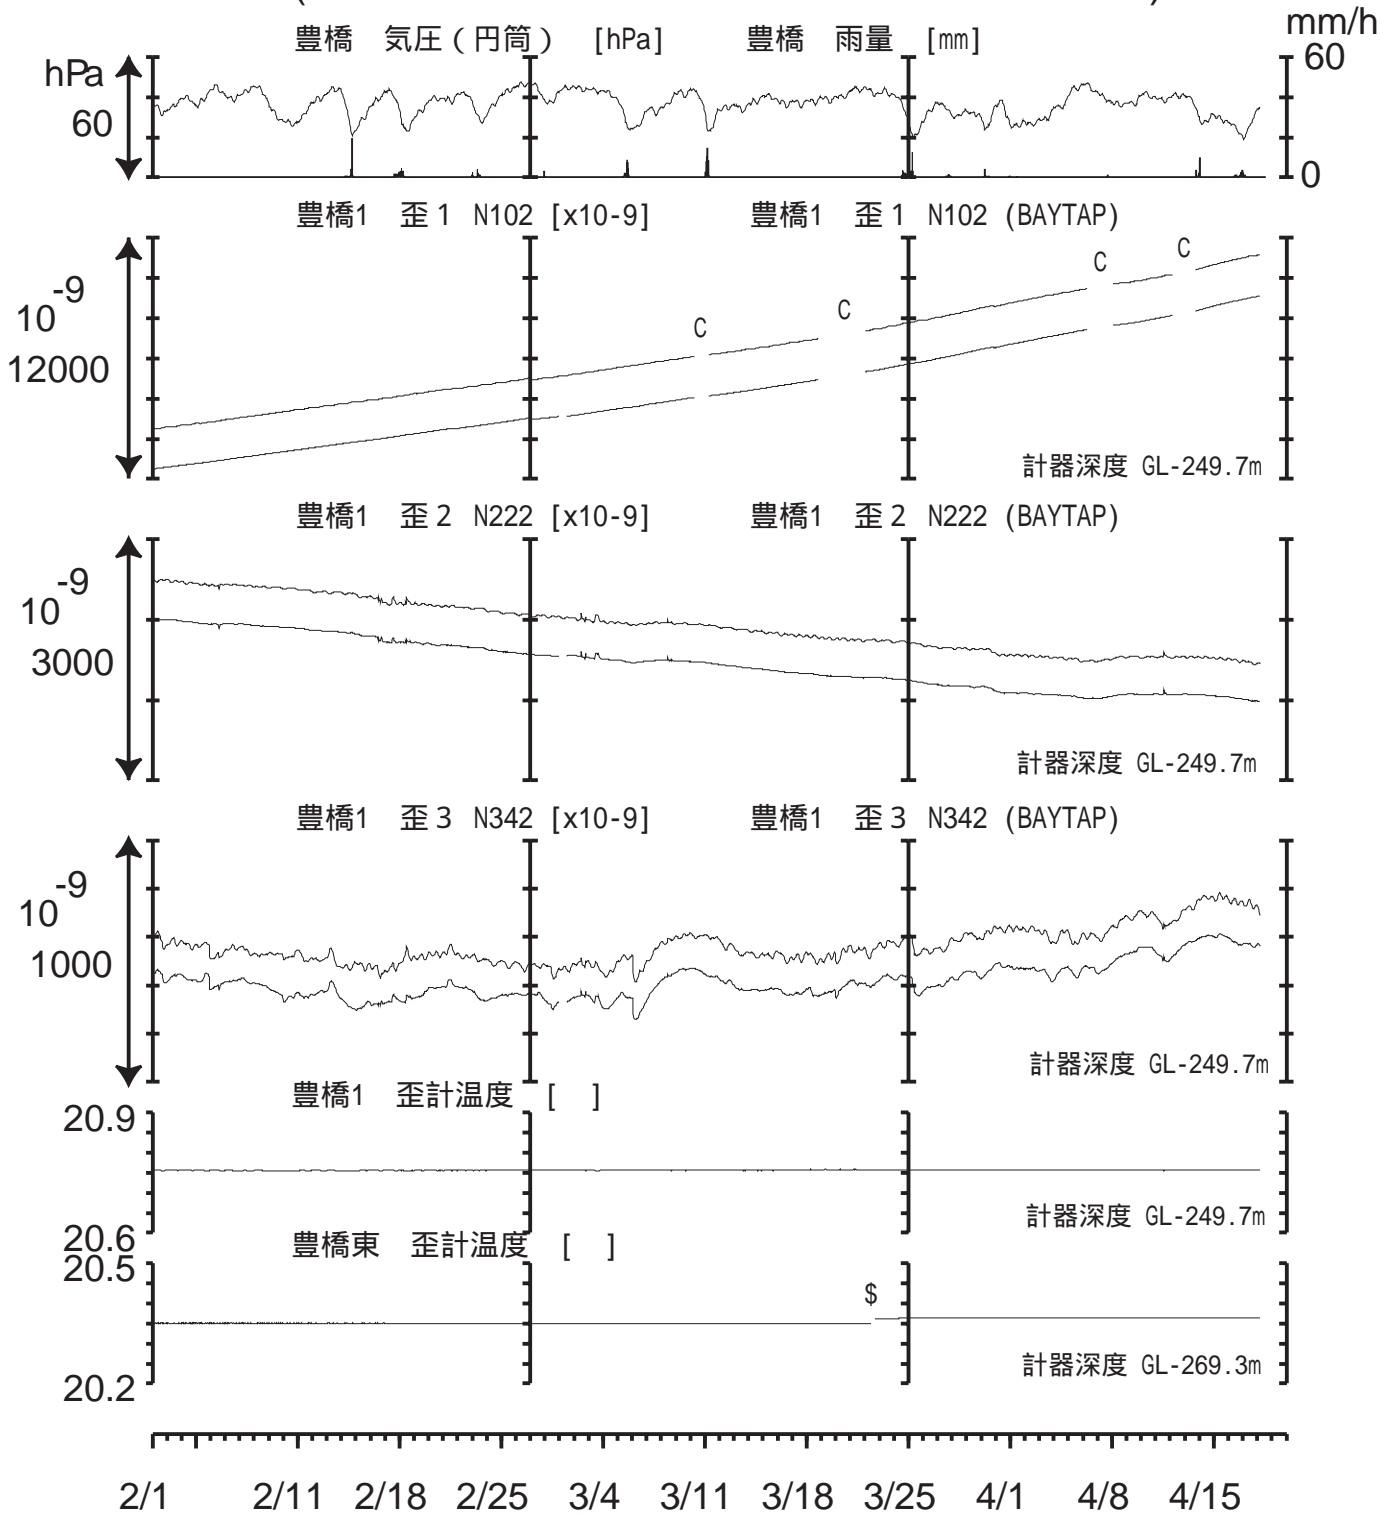 豊橋　気圧（円筒）　[hPa]　　　豊橋　雨量　[mm]
mm/h
hPa
60
60
0
豊橋1　歪１ N102 [x10-9]　　　豊橋1　歪１ N102 (BAYTAP)
10-9
12000
C C C C
計器深度 GL-249.7m
豊橋1　歪２ N222 [x10-9]　　　豊橋1　歪２ N222 (BAYTAP)
10-9
3000
計器深度 GL-249.7m
豊橋1　歪３ N342 [x10-9]　　　豊橋1　歪３ N342 (BAYTAP)
10-9
1000
計器深度 GL-249.7m
豊橋1　歪計温度　[　]
20.9
計器深度 GL-249.7m
20.6
豊橋東　歪計温度　[　]
20.5
$
計器深度 GL-269.3m
20.2
2/1 2/11 2/18 2/25 3/4 3/11 3/18 3/25 4/1 4/8 4/15